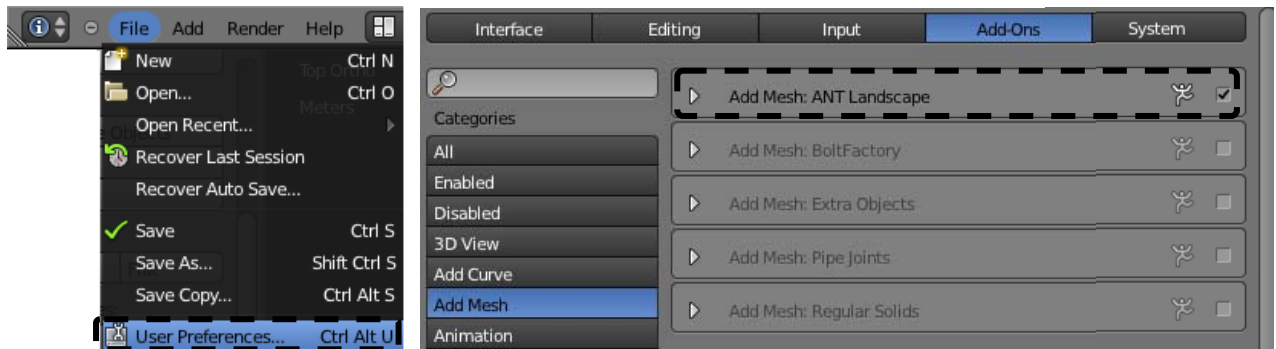 File Add Render Help
New Ctrl N
Open... Ctrl O
Open Recent...
Recover Last Session
Recover Auto Save...
Save Ctrl S
Save As... Shift Ctrl S
Save Copy... Ctrl Alt S
User Preferences... Ctrl Alt U
Top Ortho
Meters
Interface Editing Input Add-Ons System
Categories
All
Enabled
Disabled
3D View
Add Curve
Add Mesh
Animation
Add Mesh: ANT Landscape
Add Mesh: BoltFactory
Add Mesh: Extra Objects
Add Mesh: Pipe Joints
Add Mesh: Regular Solids